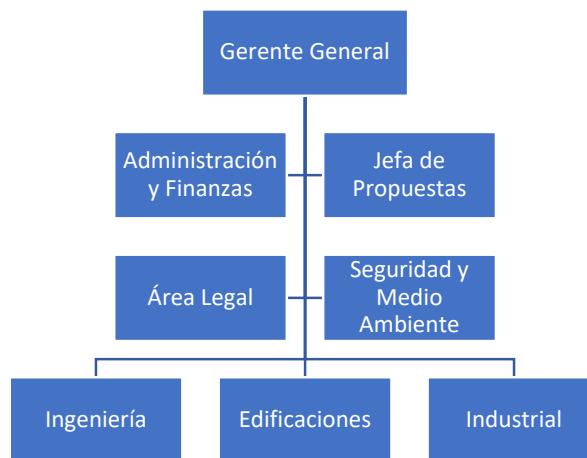 Gerente General
Administración
y Finanzas
Jefa de
Propuestas
Área Legal
Seguridad y
Medio
Ambiente
Ingeniería
Edificaciones
Industrial